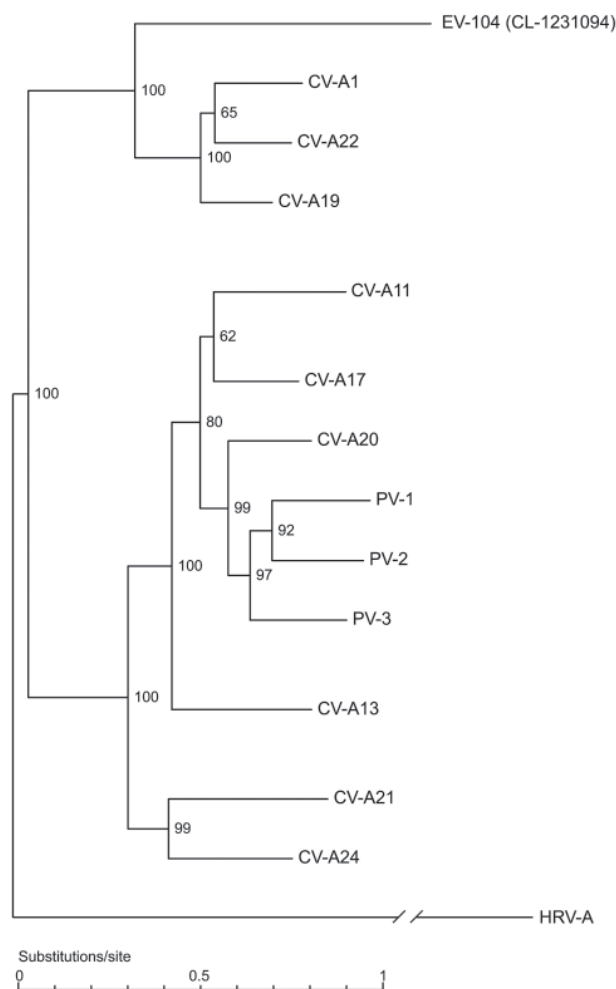 EV-104 (CL-1231094)
100
CV-A1
65
CV-A22
100
CV-A19
CV-A11
62
CV-A17
100
80
CV-A20
99
PV-1
92
PV-2
100
97
PV-3
100
CV-A13
CV-A21
99
CV-A24
HRV-A
Substitutions/site
0 0.5 1